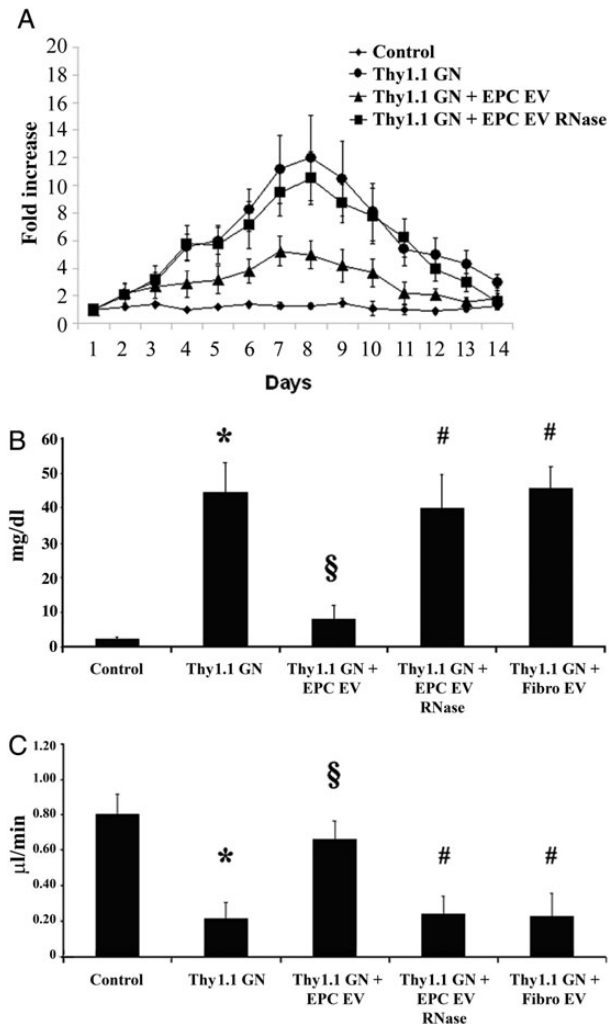 A
Control
Thy1.1 GN
Thy1.1 GN + EPC EV
Thy1.1 GN + EPC EV RNase
Fold increase
20
18
16
14
12
10
8
6
4
2
0
1 2 3 4 5 6 7 8 9 10 11 12 13 14
Days
B
mg/dl
60
50
40
30
20
10
0
* § # #
Control
Thy1.1 GN
Thy1.1 GN +
EPC EV
Thy1.1 GN +
EPC EV
RNase
Thy1.1 GN +
Fibro EV
C
µl/min
1.20
1.00
0.80
0.60
0.40
0.20
0
* § # #
Control
Thy1.1 GN
Thy1.1 GN +
EPC EV
Thy1.1 GN +
EPC EV
RNase
Thy1.1 GN +
Fibro EV